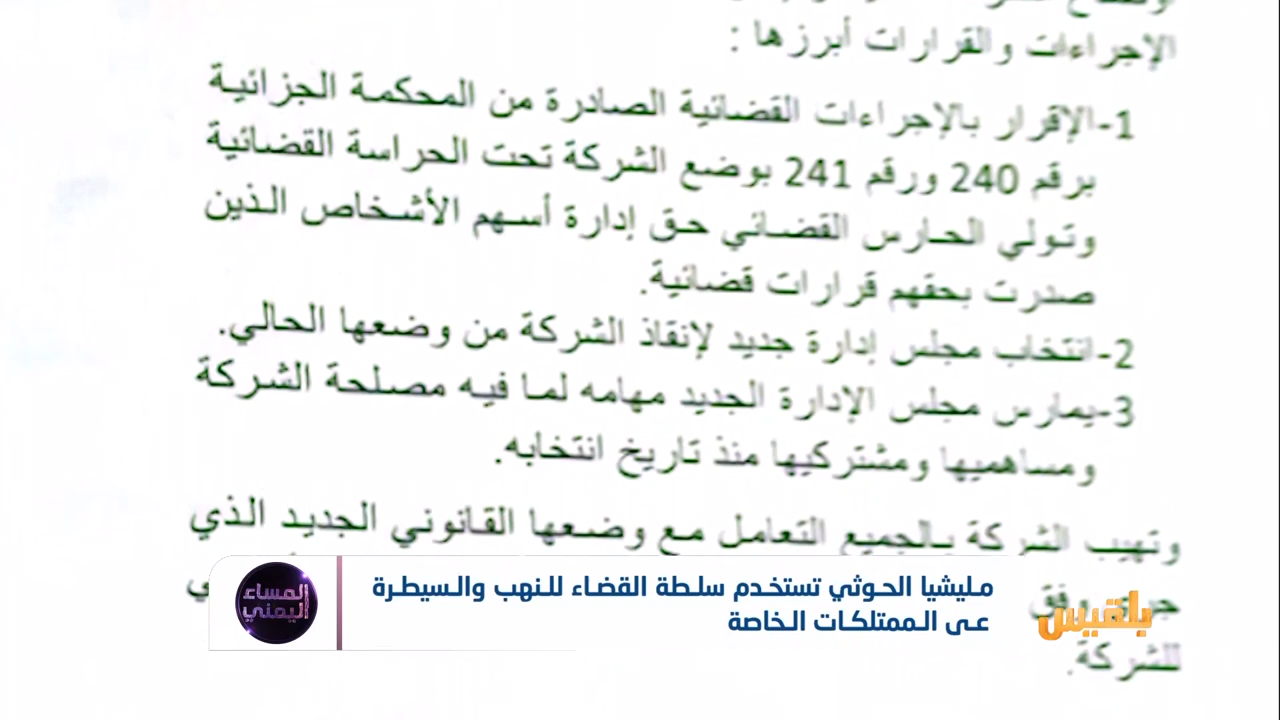 الإجراءات والقرارات أبرزها :
1-الإقرار بالإجراءات القضائية الصادرة من المحكمة الجزائية
برقم 240 ورقم 241 بوضع الشركة تحت الحراسة القضائية
وتولي الحارس القضائي حق إدارة أسهم الأشخاص الذين
صدرت بحقهم قرارات قضائية.
2-انتخاب مجلس إدارة جديد لإنقاذ الشركة من وضعها الحالي.
3-يمارس مجلس الإدارة الجديد مهامه لما فيه مصلحة الشركة
ومساهميها ومشتركيها منذ تاريخ انتخابه.
وتهيب الشركة بالجميع التعامل مع وضعها القانوني الجديد الذي
وفق
للشركة.
مليشيا الحوثي تستخدم سلطة القضاء للنهب والسيطرة
عى الممتلكات الخاصة
المساء
اليمني
بلقيس